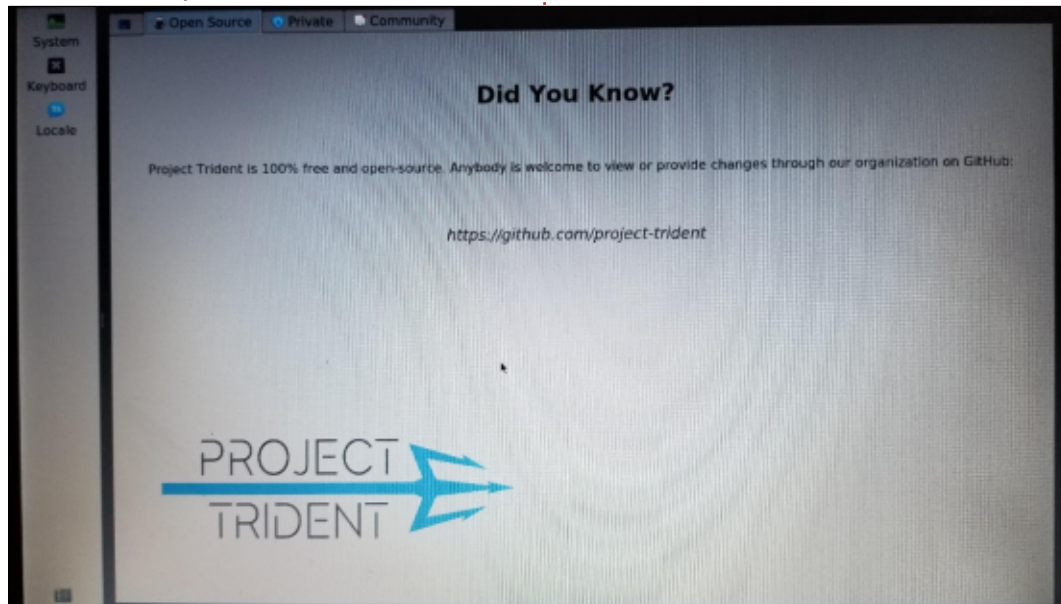 System
Keyboard
Locale
Open Source Private Community
Did You Know?
Project Trident is 100% free and open-source. Anybody is welcome to view or provide changes through our organization on GitHub:
https://github.com/project-trident
PROJECT
TRIDENT